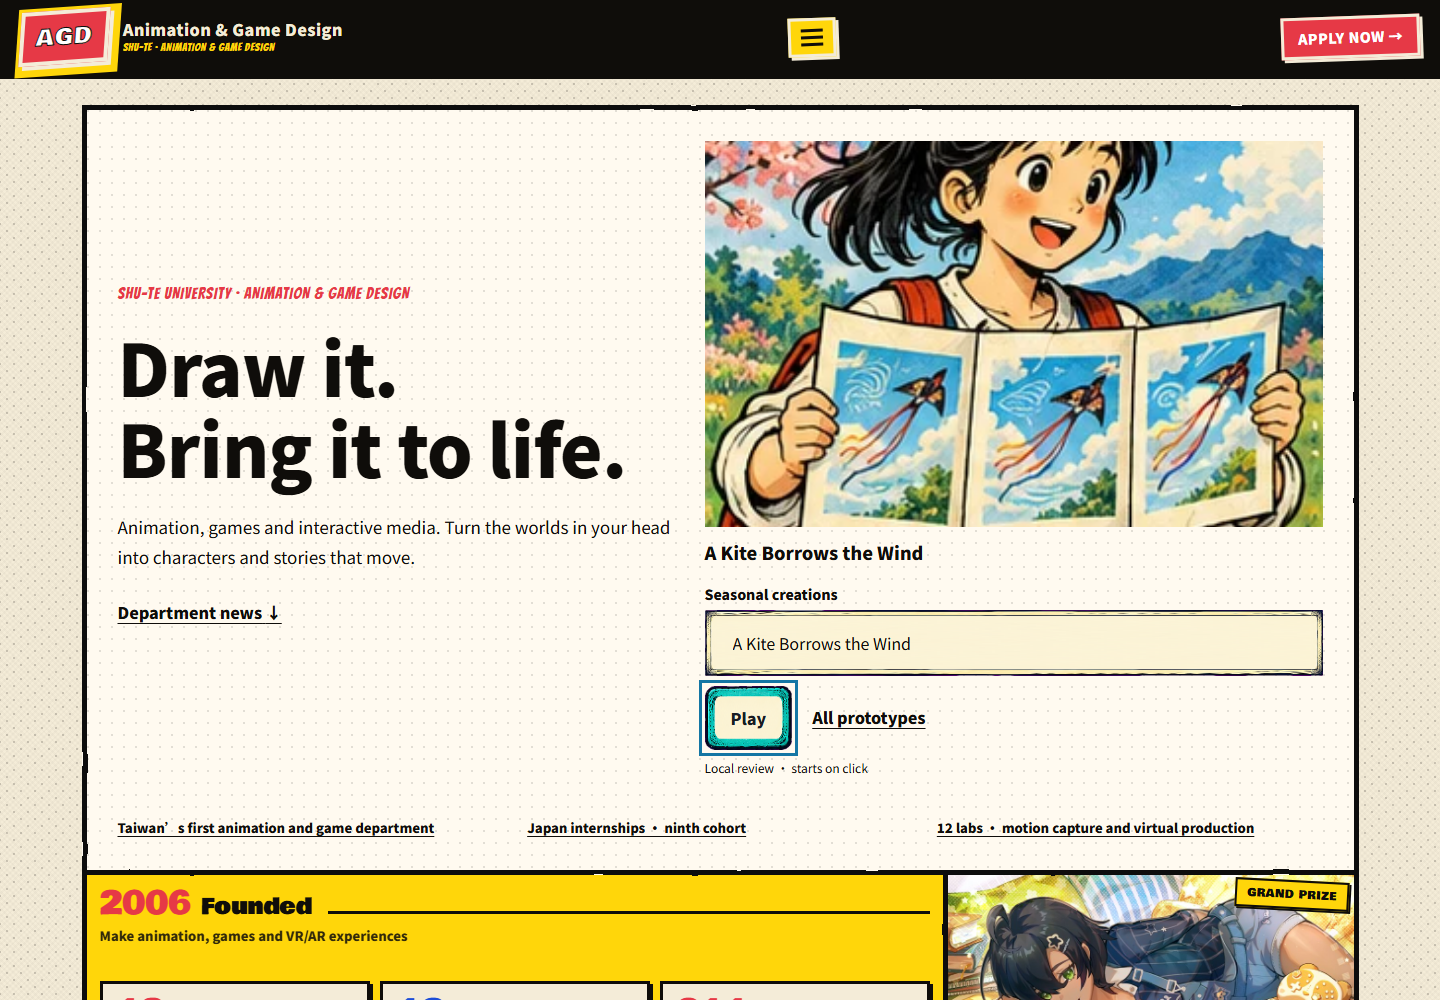 AGD
Animation & Game Design
SHU-TE · ANIMATION & GAME DESIGN
APPLY NOW →
SHU-TE UNIVERSITY · ANIMATION & GAME DESIGN
Draw it.
Bring it to life.
Animation, games and interactive media. Turn the worlds in your head
into characters and stories that move.
Department news ↓
A Kite Borrows the Wind
Seasonal creations
A Kite Borrows the Wind
Play
All prototypes
Local review・starts on click
Taiwan’s first animation and game department
Japan internships・ninth cohort
12 labs・motion capture and virtual production
2006 Founded
Make animation, games and VR/AR experiences
GRAND PRIZE